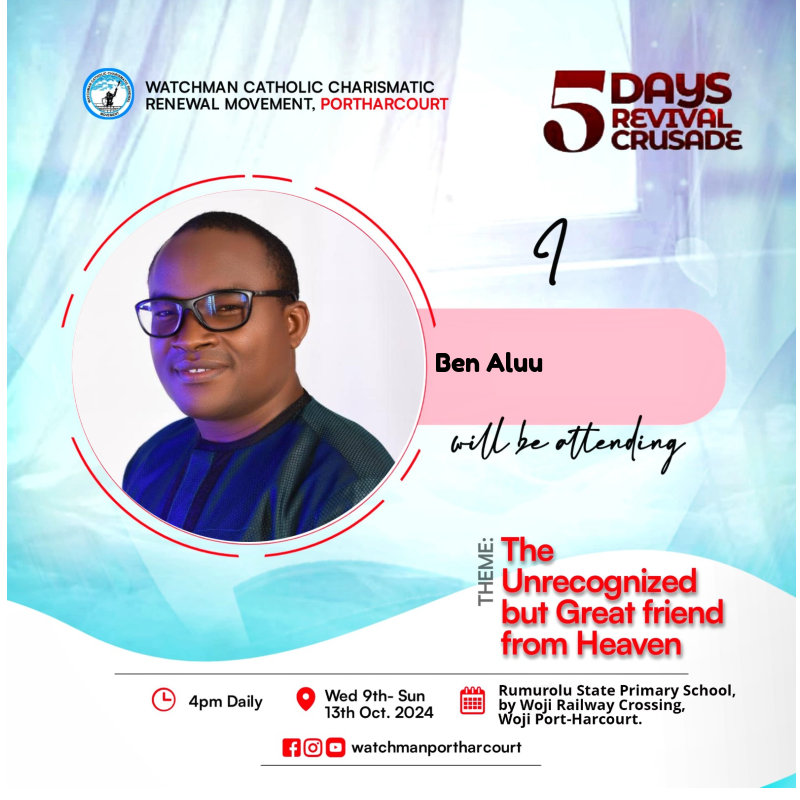 WATCHMAN CATHOLIC CHARISMATIC
RENEWAL MOVEMENT, PORTHARCOURT
5 DAYS
REVIVAL
CRUSADE
I
Ben Aluu
will be attending
THEME:
The
Unrecognized
but Great friend
from Heaven
4pm Daily
Wed 9th- Sun
13th Oct. 2024
Rumurolu State Primary School,
by Woji Railway Crossing,
Woji Port-Harcourt.
watchmanportharcourt